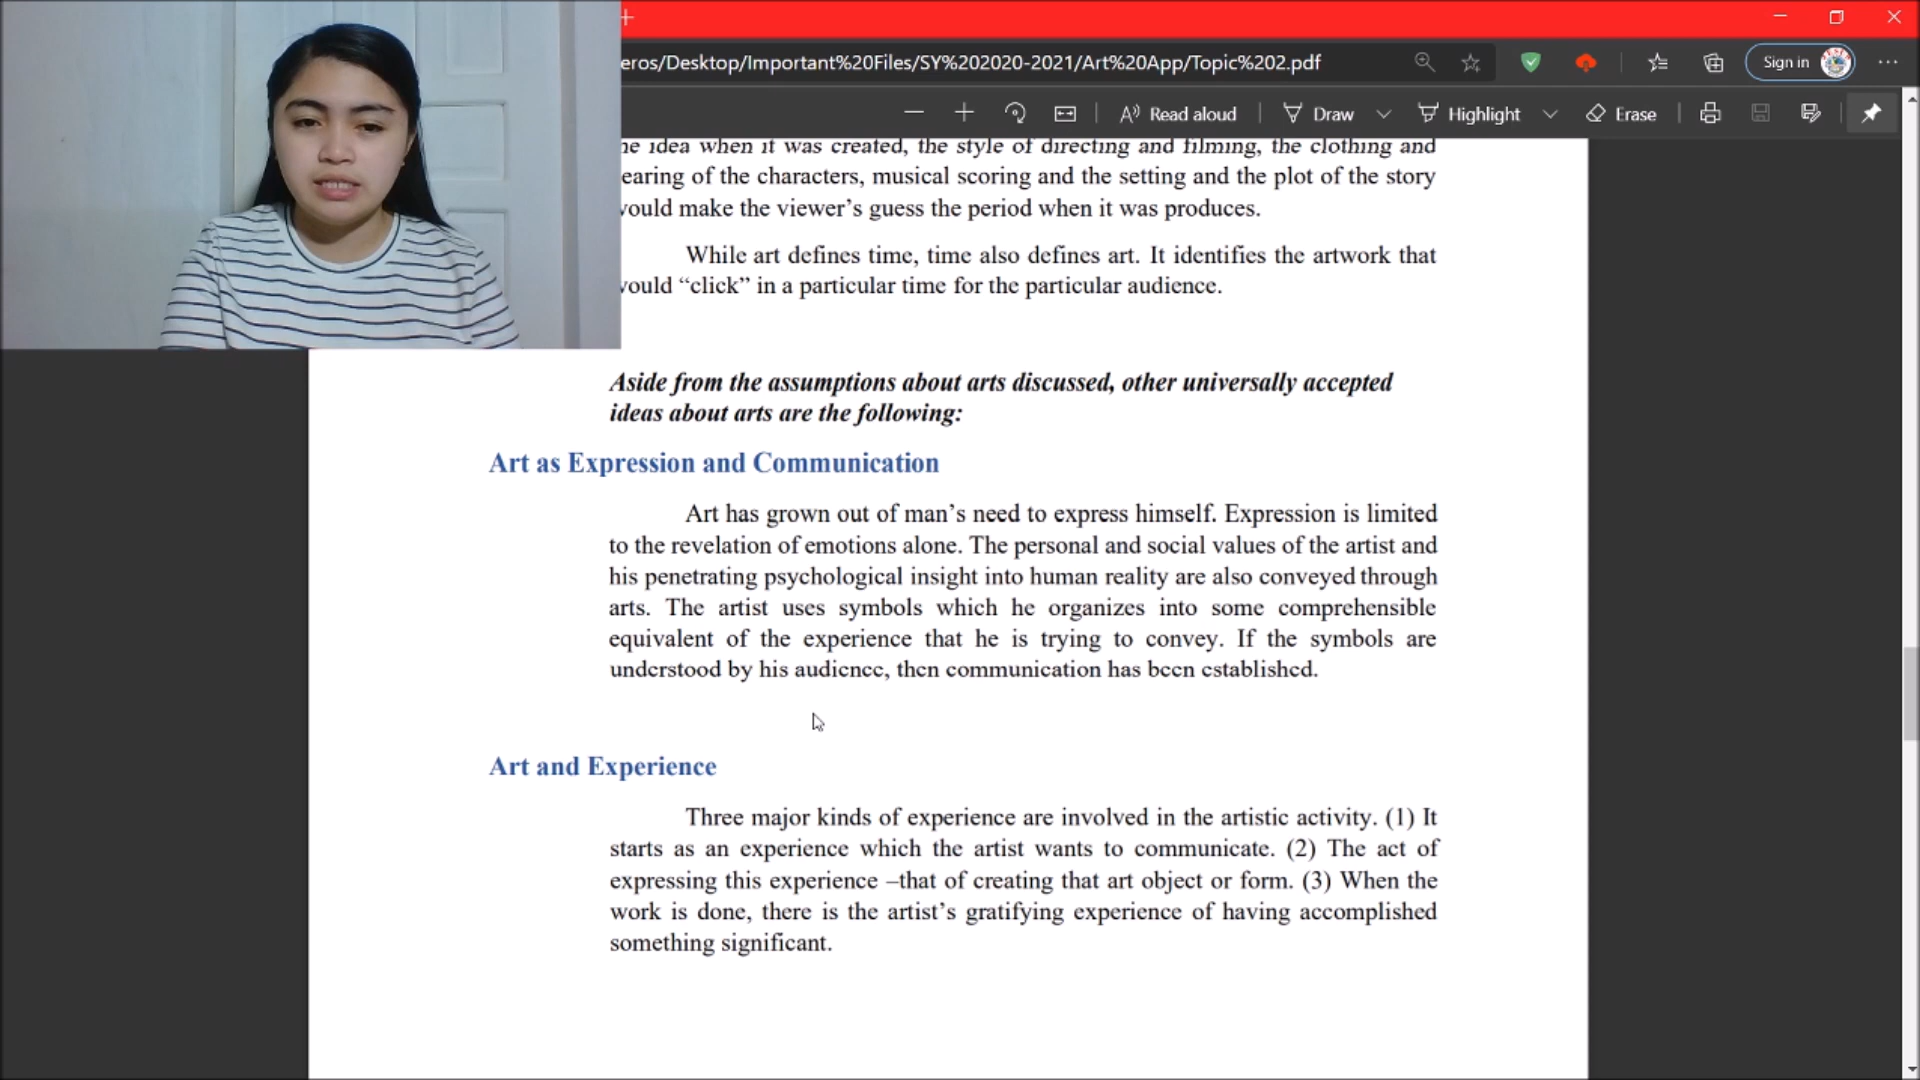 eros/Desktop/Important%20Files/SY%202020-2021/Art%20App/Topic%202.pdf
Sign in
Read aloud
Draw
Highlight
Erase
idea when it was created, the style of directing and filming, the clothing and
earing of the characters, musical scoring and the setting and the plot of the story
ould make the viewer's guess the period when it was produces.
While art defines time, time also defines art. It identifies the artwork that
ould "click" in a particular time for the particular audience.
Aside from the assumptions about arts discussed, other universally accepted
ideas about arts are the following:
Art as Expression and Communication
Art has grown out of man's need to express himself. Expression is limited
to the revelation of emotions alone. The personal and social values of the artist and
his penetrating psychological insight into human reality are also conveyed through
arts. The artist uses symbols which he organizes into some comprehensible
equivalent of the experience that he is trying to convey. If the symbols are
understood by his audience, then communication has been established.
Art and Experience
Three major kinds of experience are involved in the artistic activity. (1) It
starts as an experience which the artist wants to communicate. (2) The act of
expressing this experience –that of creating that art object or form. (3) When the
work is done, there is the artist's gratifying experience of having accomplished
something significant.